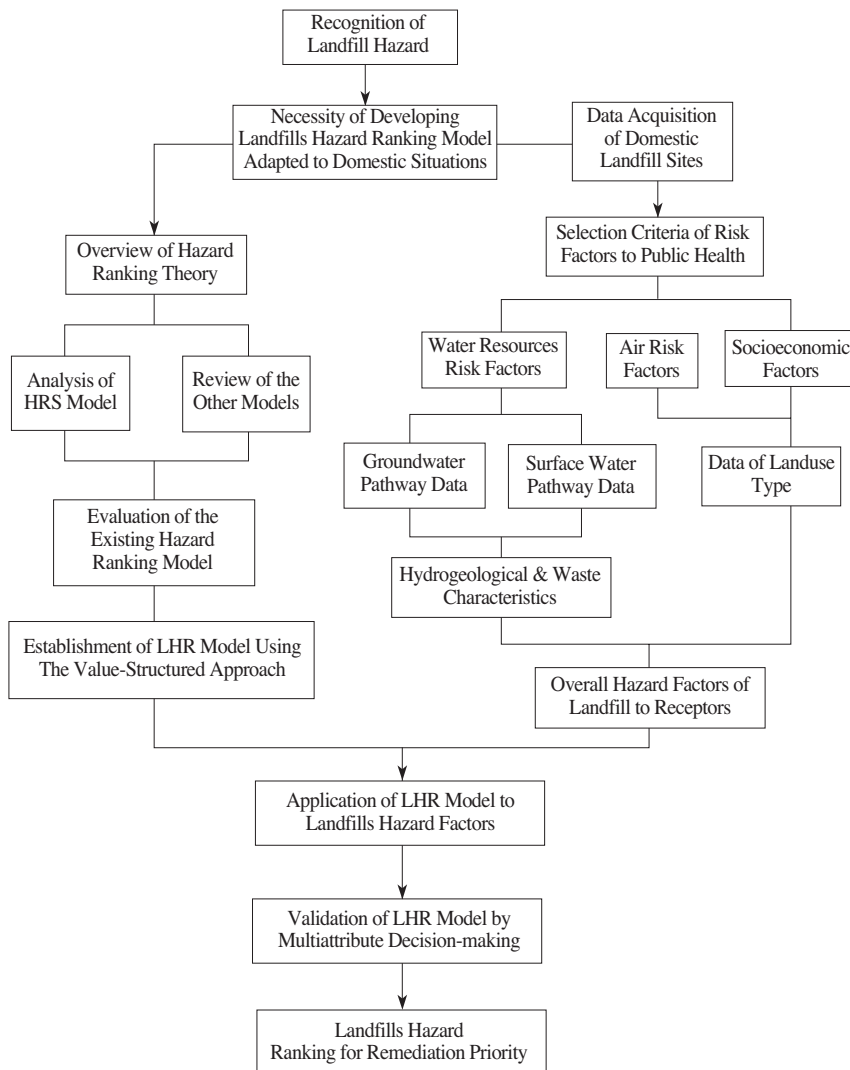 Recognition of
Landfill Hazard
Necessity of Developing
Landfills Hazard Ranking Model
Adapted to Domestic Situations
Data Acquisition
of Domestic
Landfill Sites
Overview of Hazard
Ranking Theory
Selection Criteria of Risk
Factors to Public Health
Analysis of
HRS Model
Review of the
Other Models
Water Resources
Risk Factors
Air Risk
Factors
Socioeconomic
Factors
Groundwater
Pathway Data
Surface Water
Pathway Data
Data of Landuse
Type
Evaluation of the
Existing Hazard
Ranking Model
Hydrogeological & Waste
Characteristics
Establishment of LHR Model Using
The Value-Structured Approach
Overall Hazard Factors of
Landfill to Receptors
Application of LHR Model to
Landfills Hazard Factors
Validation of LHR Model by
Multiattribute Decision-making
Landfills Hazard
Ranking for Remediation Priority